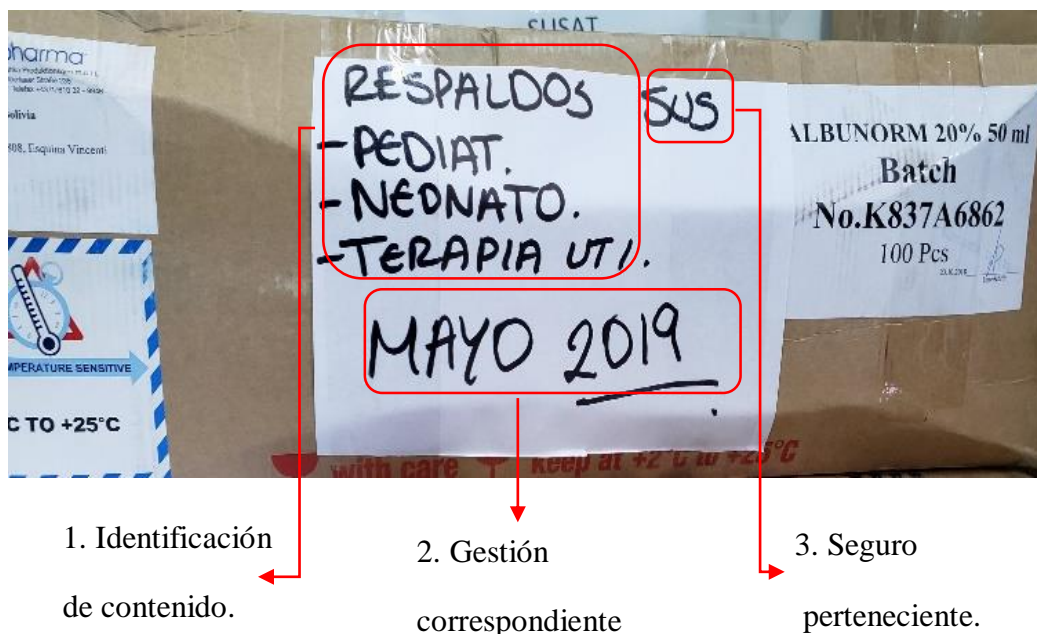 SUSAT
pharma
Bolivia
808, Esquina Vincenti
RESPALDOS SUS
-PEDIAT.
-NEONATO.
-TERAPIA UTI.
MAYO 2019
ALBUNORM 20% 50 ml
Batch
No.K837A6862
100 Pcs
TEMPERATURE SENSITIVE
C TO +25°C
with care
Keep at +2°C to +25°C
1. Identificación
de contenido.
2. Gestión
correspondiente
3. Seguro
perteneciente.